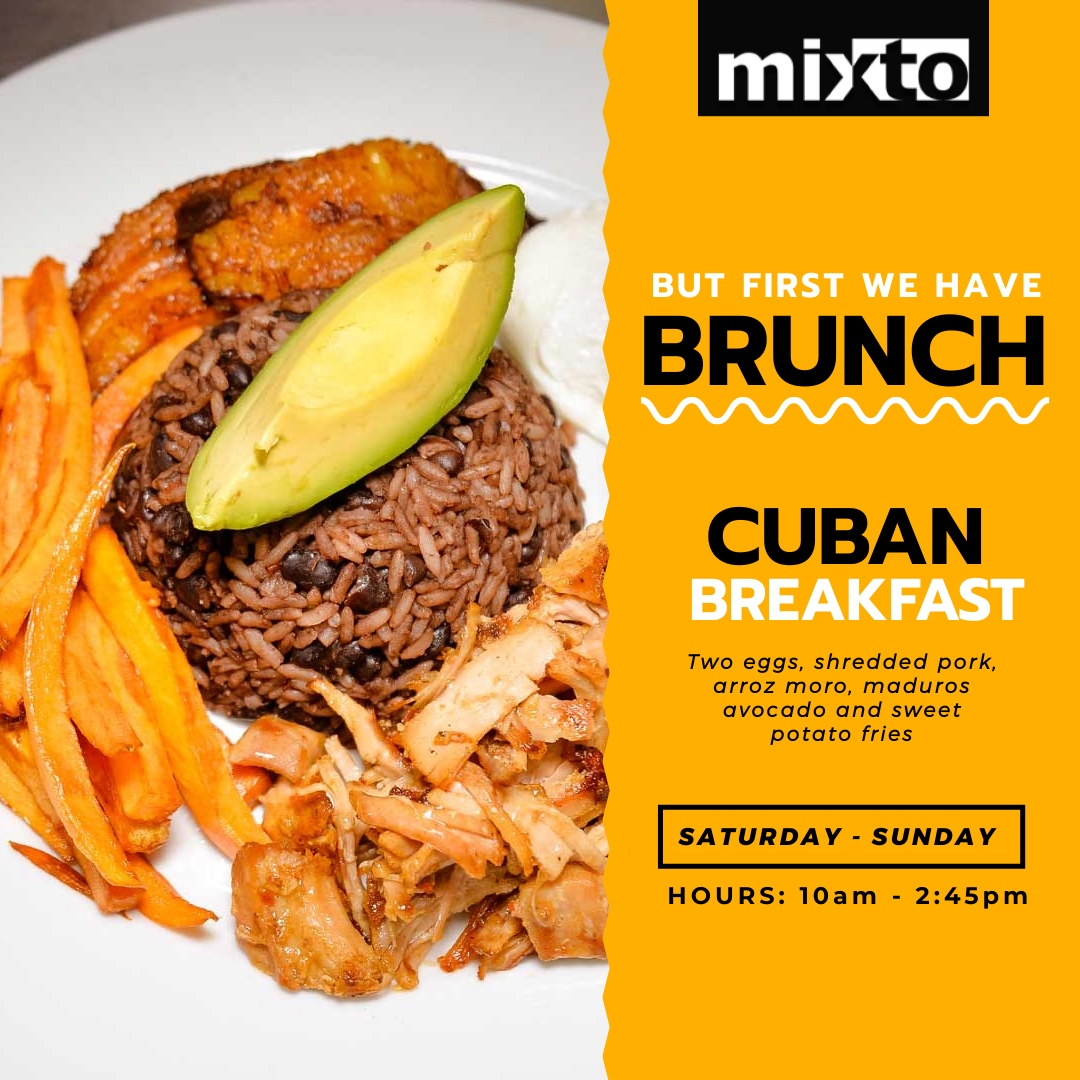 mixto
BUT FIRST WE HAVE
BRUNCH
CUBAN
BREAKFAST
Two eggs, shredded pork,
arroz moro, maduros
avocado and sweet
potato fries
SATURDAY - SUNDAY
HOURS: 10am - 2:45pm